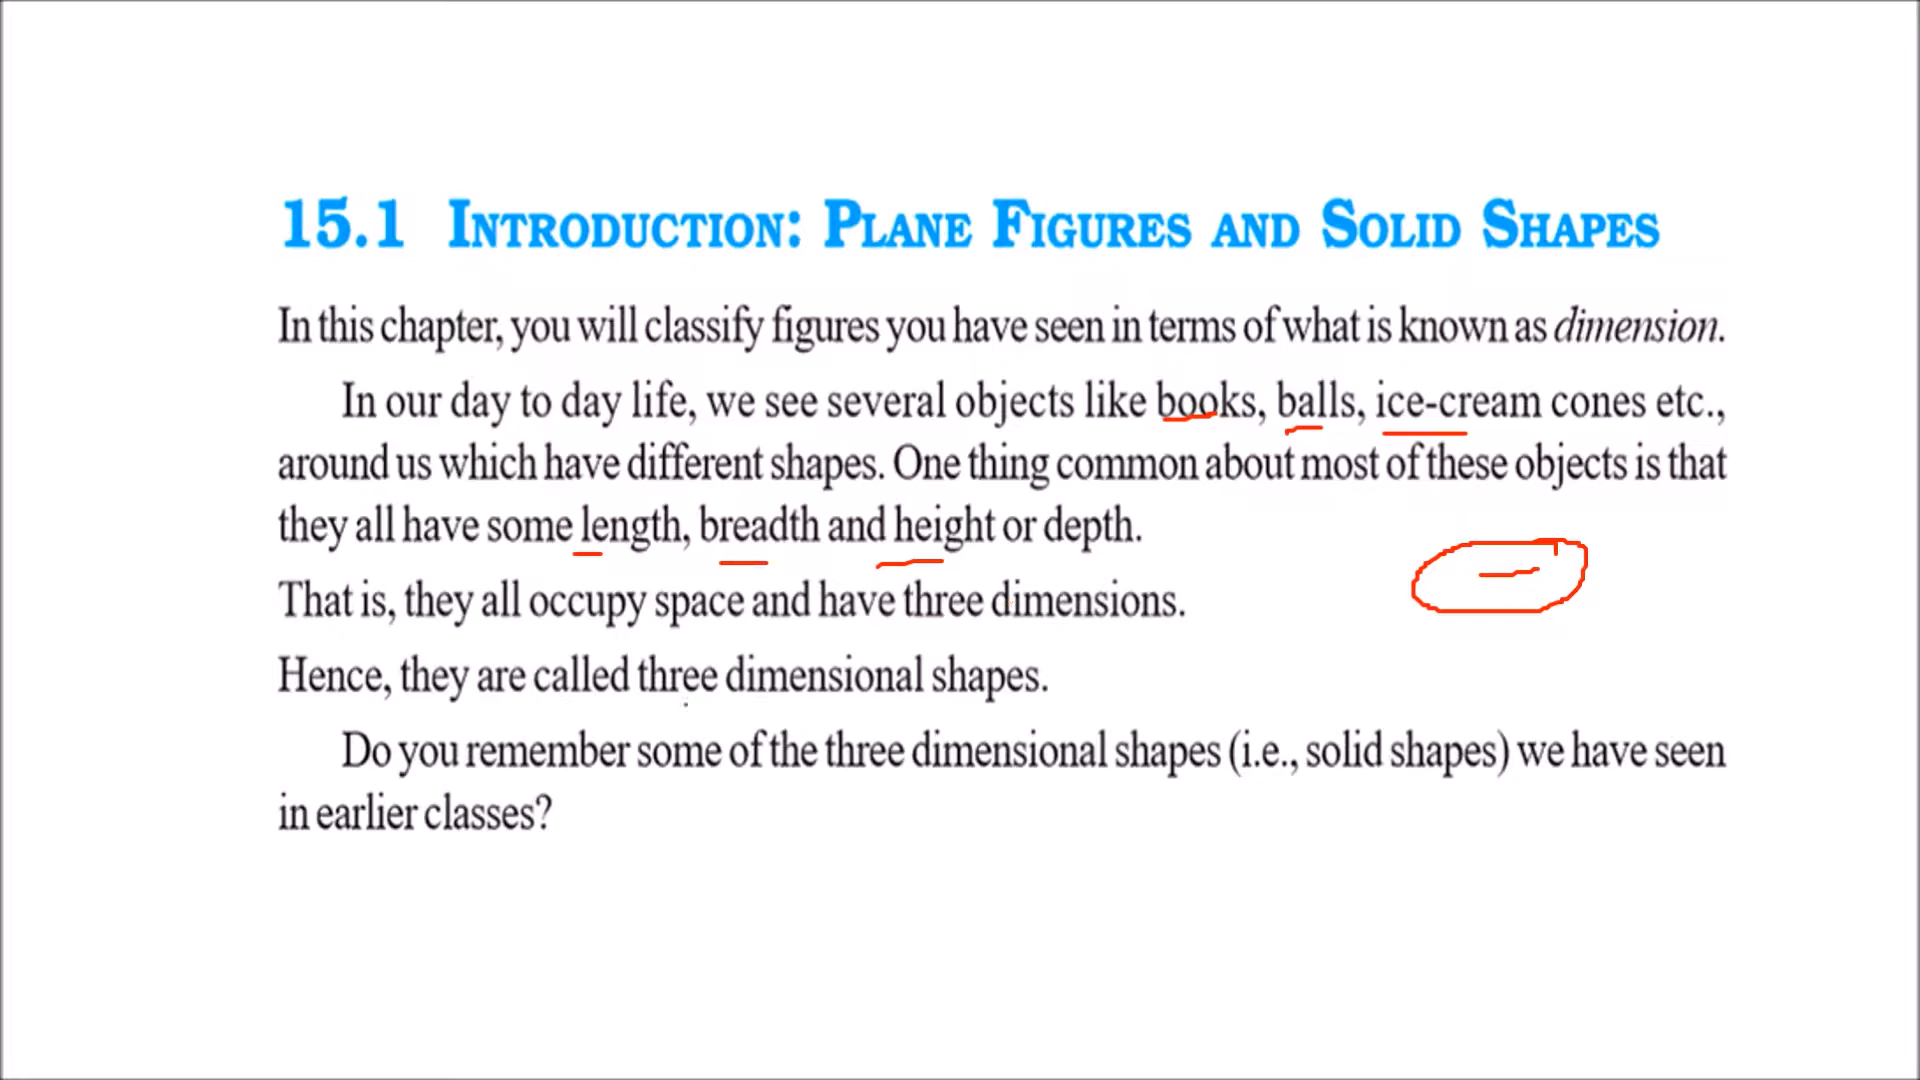 15.1 INTRODUCTION: PLANE FIGURES AND SOLID SHAPES
In this chapter, you will classify figures you have seen in terms of what is known as dimension.
In our day to day life, we see several objects like books, balls, ice-cream cones etc.,
around us which have different shapes. One thing common about most of these objects is that
they all have some length, breadth and height or depth.
That is, they all occupy space and have three dimensions.
Hence, they are called three dimensional shapes.
Do you remember some of the three dimensional shapes (i.e., solid shapes) we have seen
in earlier classes?